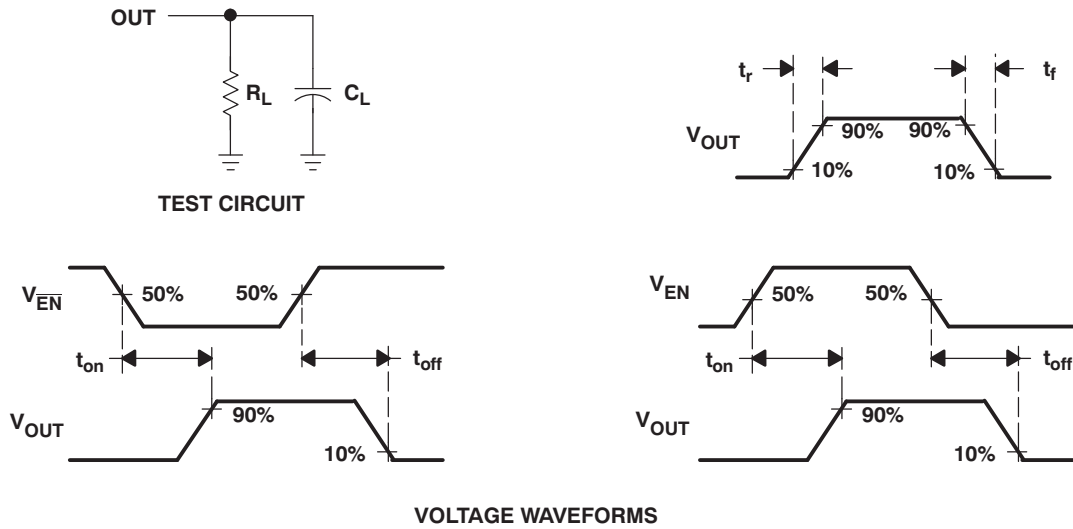 OUT
R_L
C_L
TEST CIRCUIT
t_r
t_f
V_OUT
90%
90%
10%
10%
V_E̅N̅
50%
50%
t_on
t_off
V_OUT
90%
10%
V_EN
50%
50%
t_on
t_off
V_OUT
90%
10%
VOLTAGE WAVEFORMS